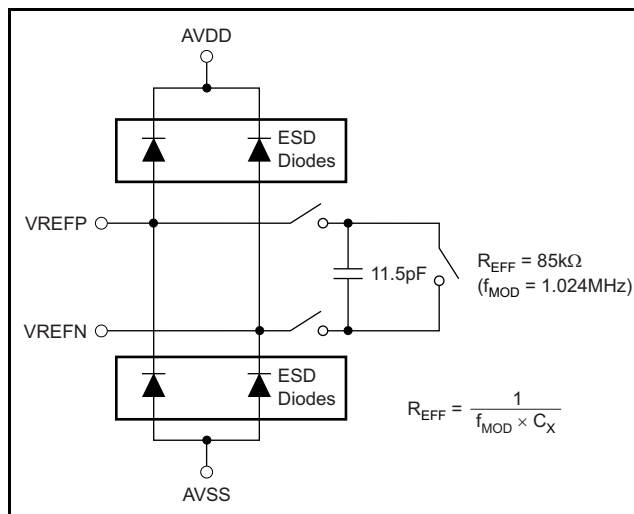 AVDD
ESD
Diodes
VREFP
11.5pF
R_EFF = 85kΩ
(f_MOD = 1.024MHz)
VREFN
ESD
Diodes
R_EFF = 1 / (f_MOD × C_X)
AVSS